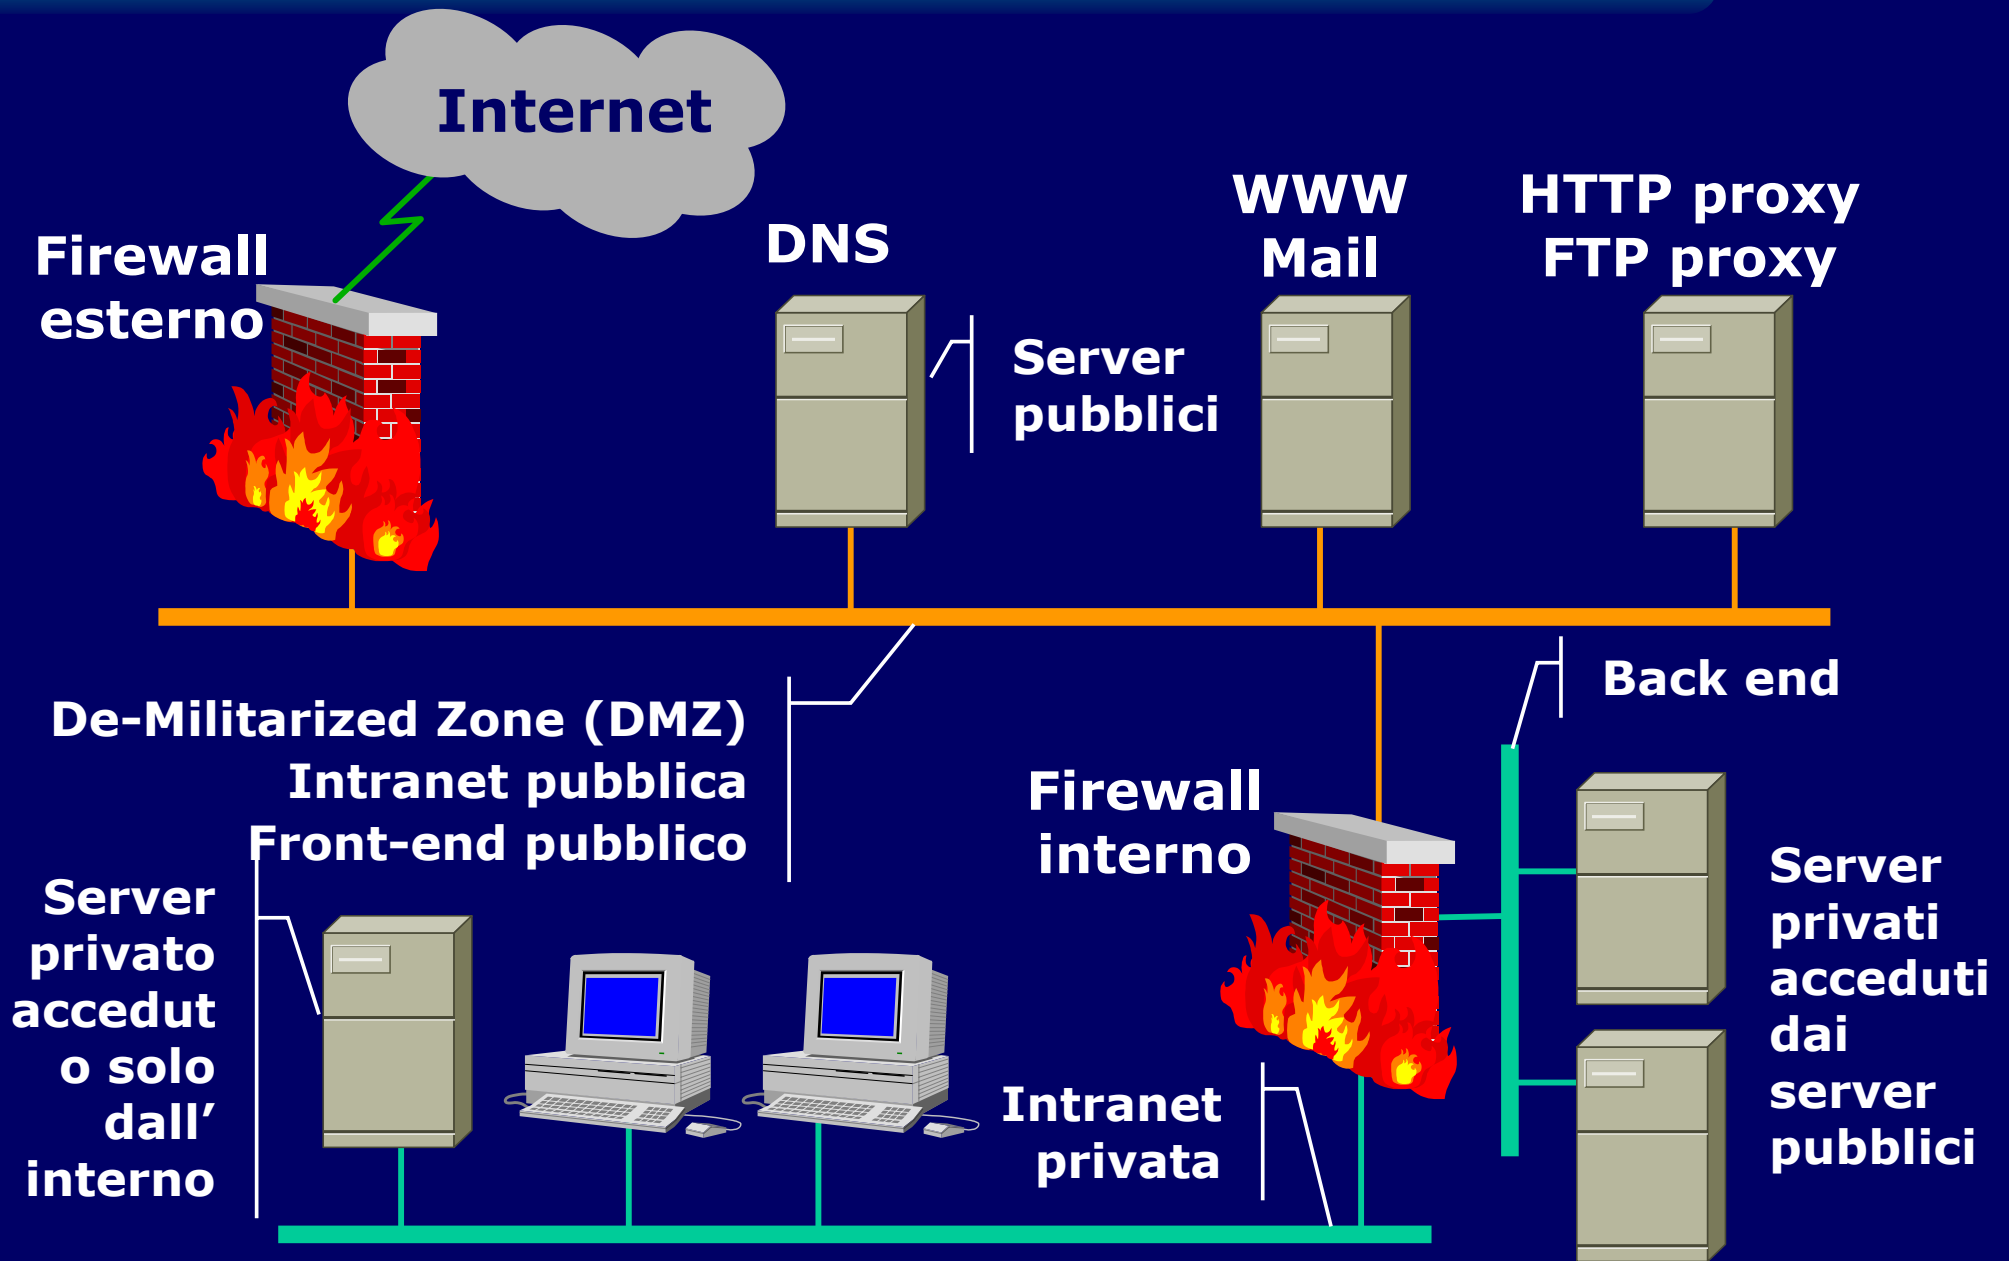 Internet
Firewall
esterno
DNS
WWW
Mail
HTTP proxy
FTP proxy
Server
pubblici
Back end
De-Militarized Zone (DMZ)
Intranet pubblica
Front-end pubblico
Firewall
interno
Server
privato
accedut
o solo
dall’
interno
Intranet
privata
Server
privati
acceduti
dai
server
pubblici